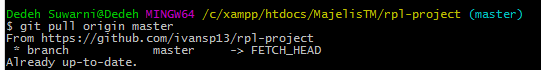 Dedeh Suwarni@Dedeh MINGW64 /c/xampp/htdocs/MajelisTM/rpl-project (master)
$ git pull origin master
From https://github.com/ivansp13/rpl-project
 * branch            master     -> FETCH_HEAD
Already up-to-date.